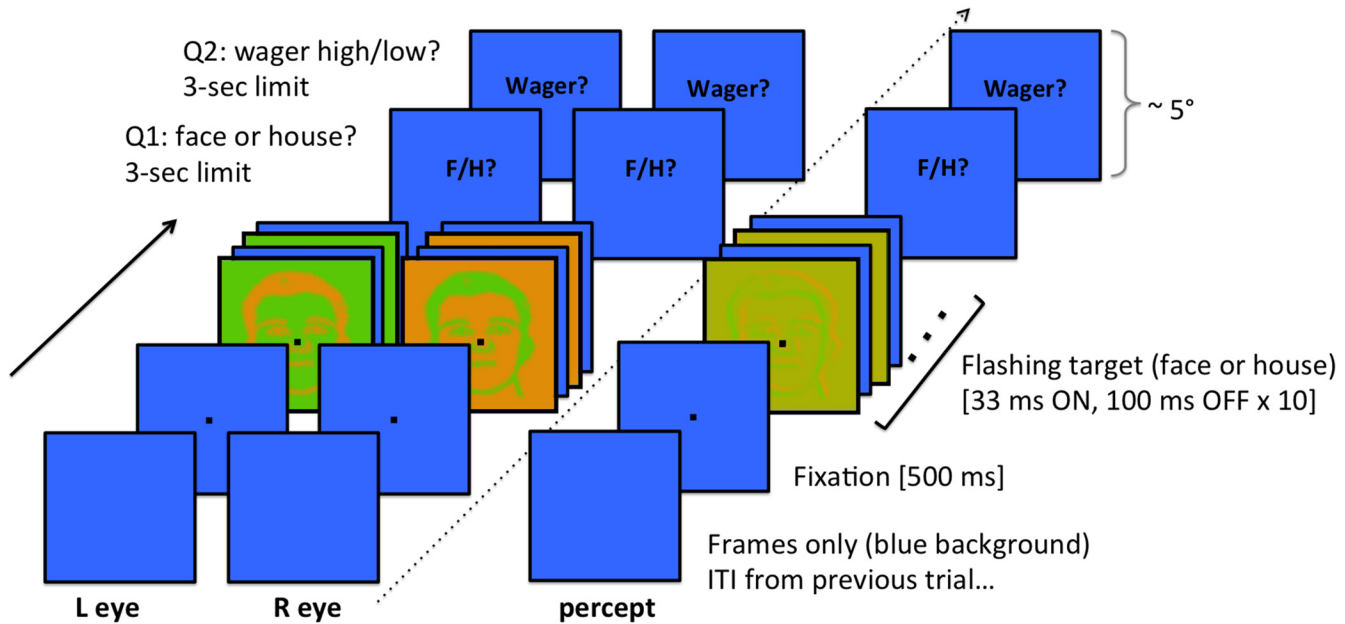 Q2: wager high/low?
3-sec limit
Q1: face or house?
3-sec limit
Wager?
Wager?
Wager?
~ 5°
F/H?
F/H?
F/H?
Flashing target (face or house)
[33 ms ON, 100 ms OFF x 10]
Fixation [500 ms]
Frames only (blue background)
ITI from previous trial...
L eye
R eye
percept